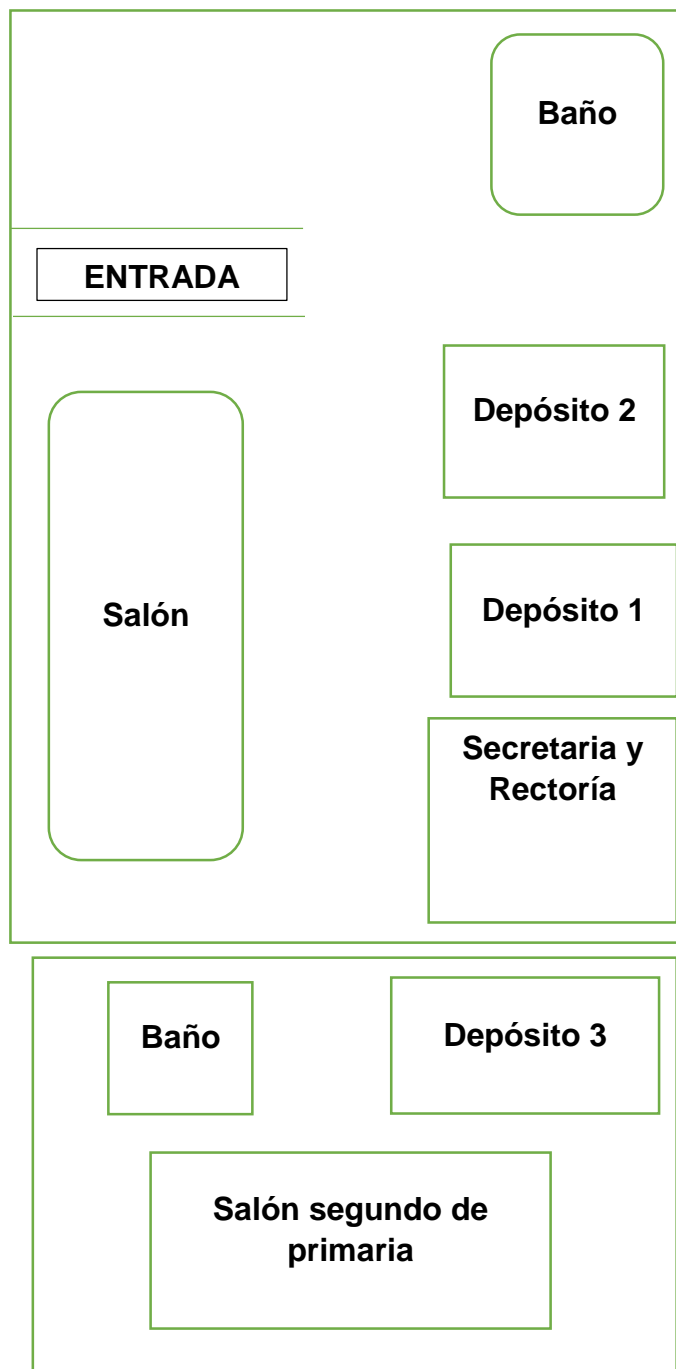 Baño
ENTRADA
Depósito 2
Salón
Depósito 1
Secretaria y
Rectoría
Baño
Depósito 3
Salón segundo de
primaria